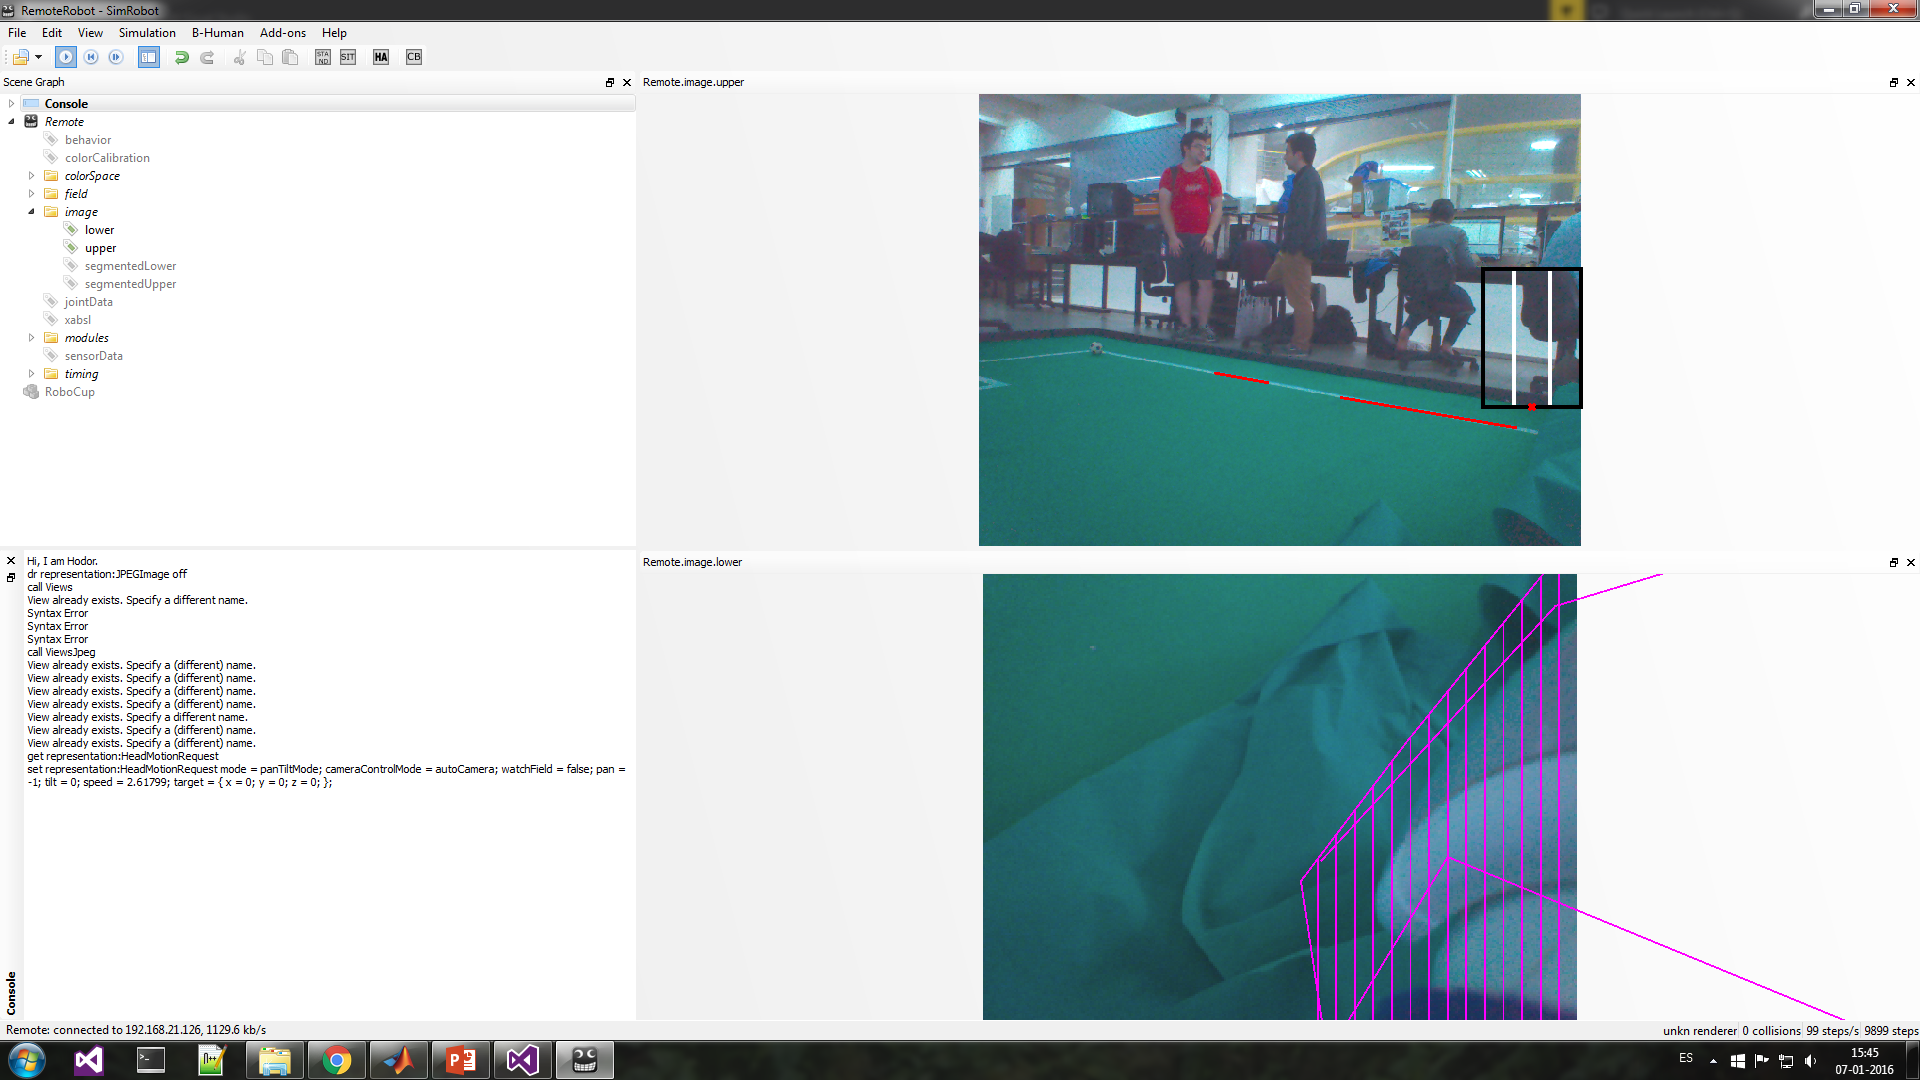 RemoteRobot - SimRobot
File Edit View Simulation B-Human Add-ons Help
STAND SIT HA CB
Scene Graph
Console
Remote
behavior
colorCalibration
colorSpace
field
image
lower
upper
segmentedLower
segmentedUpper
jointData
xabsl
modules
sensorData
timing
RoboCup
Remote.image.upper
Hi, I am Hodor.
dr representation:JPEGImage off
call Views
View already exists. Specify a different name.
Syntax Error
Syntax Error
Syntax Error
call ViewsJpeg
View already exists. Specify a (different) name.
View already exists. Specify a (different) name.
View already exists. Specify a (different) name.
View already exists. Specify a (different) name.
View already exists. Specify a different name.
View already exists. Specify a (different) name.
View already exists. Specify a (different) name.
get representation:HeadMotionRequest
set representation:HeadMotionRequest mode = panTiltMode; cameraControlMode = autoCamera; watchField = false; pan =
-1; tilt = 0; speed = 2.61799; target = { x = 0; y = 0; z = 0; };
Console
Remote.image.lower
Remote: connected to 192.168.21.126, 1129.6 kb/s
unkn renderer 0 collisions 99 steps/s 9899 steps
ES
15:45
07-01-2016